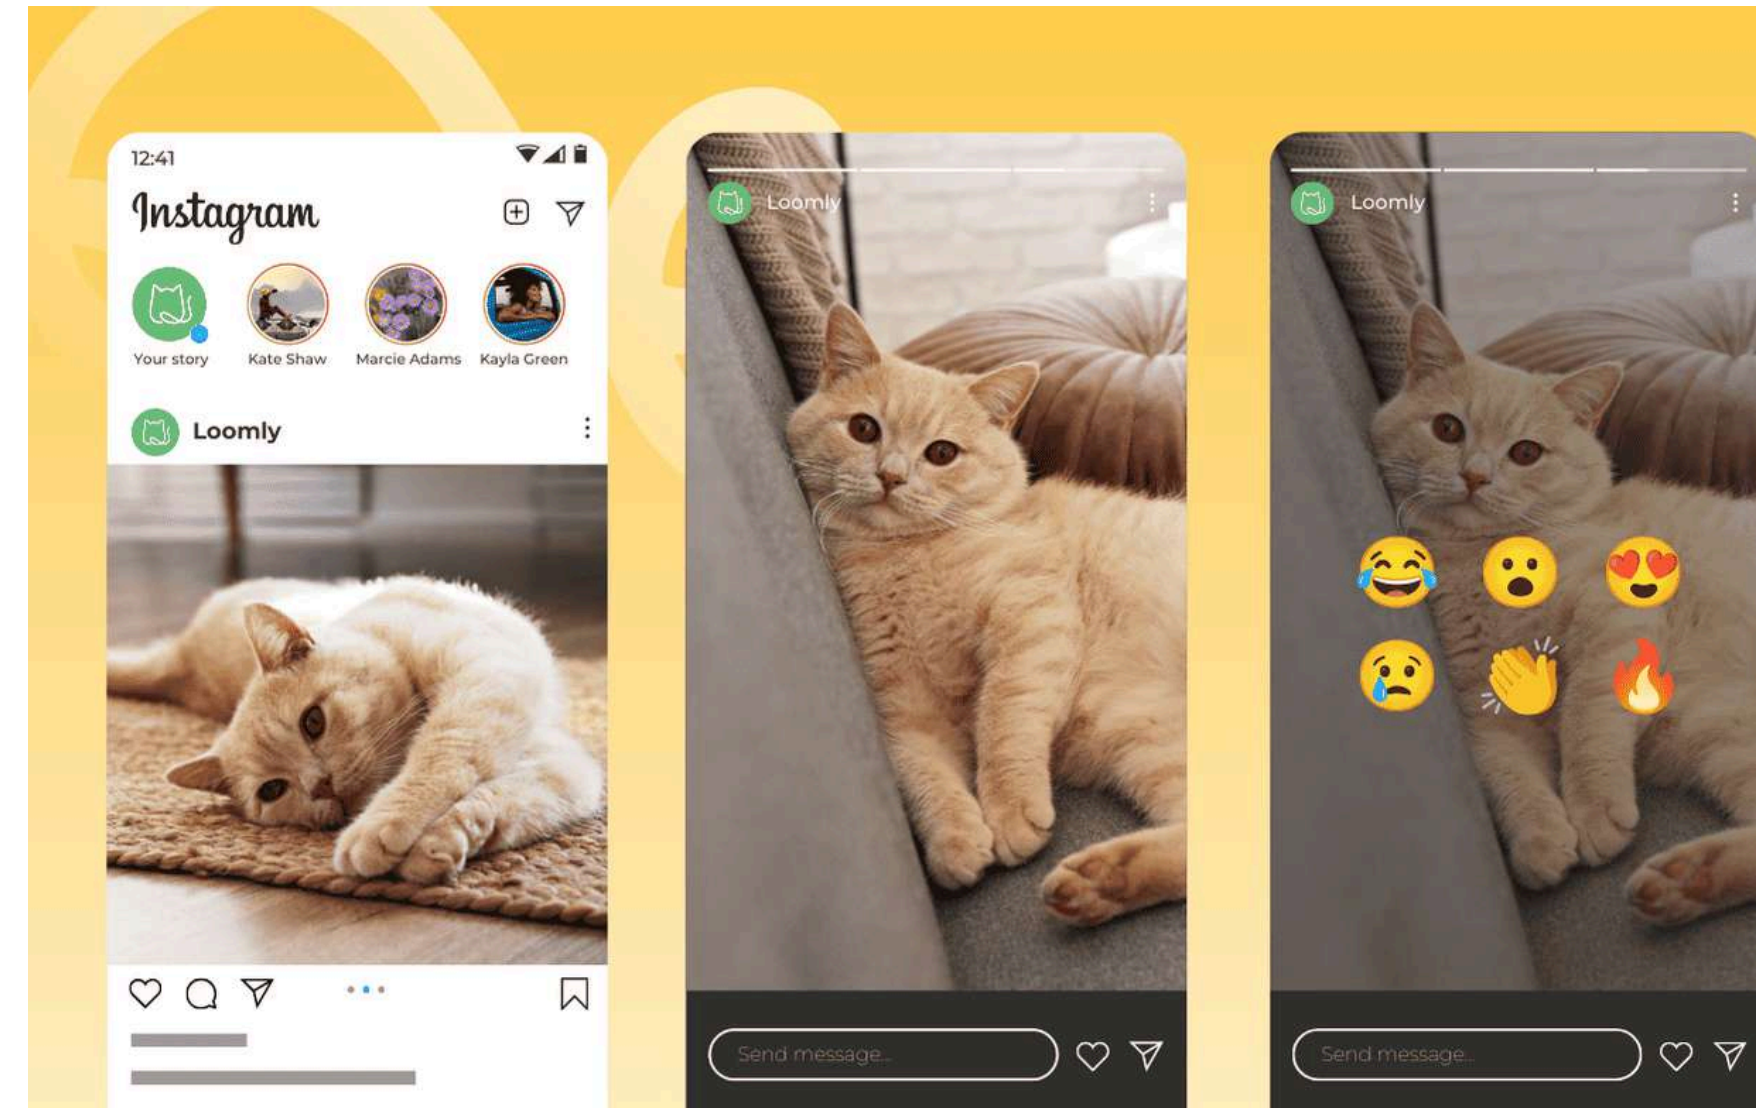 12:41
Instagram
Your story
Kate Shaw
Marcie Adams
Kayla Green
Loomly
Loomly
Send message...
Loomly
Send message...